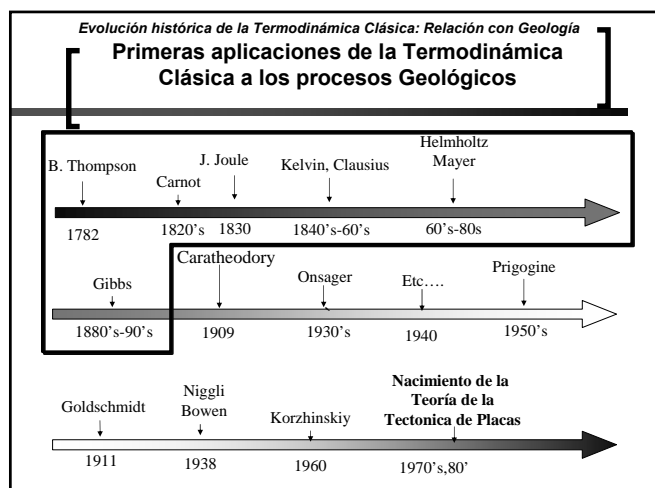 Evolución histórica de la Termodinámica Clásica: Relación con Geología
Primeras aplicaciones de la Termodinámica
Clásica a los procesos Geológicos
B. Thompson
Carnot
J. Joule
Kelvin, Clausius
Helmholtz
Mayer
1782
1820's
1830
1840's-60's
60's-80s
Gibbs
Caratheodory
Onsager
Etc....
Prigogine
1880's-90's
1909
1930's
1940
1950's
Goldschmidt
Niggli
Bowen
Korzhinskiy
Nacimiento de la
Teoría de la
Tectonica de Placas
1911
1938
1960
1970's,80'